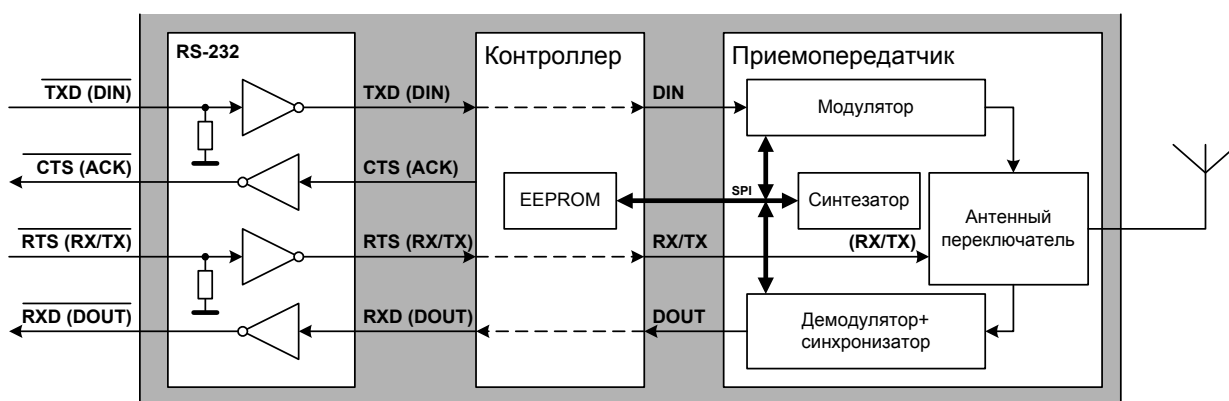 RS-232
Контроллер
Приемопередатчик
TXD (DIN)
TXD (DIN)
DIN
Модулятор
CTS (ACK)
CTS (ACK)
EEPROM
SPI
Синтезатор
Антенный
переключатель
RTS (RX/TX)
RTS (RX/TX)
RX/TX
(RX/TX)
RXD (DOUT)
RXD (DOUT)
DOUT
Демодулятор+
синхронизатор